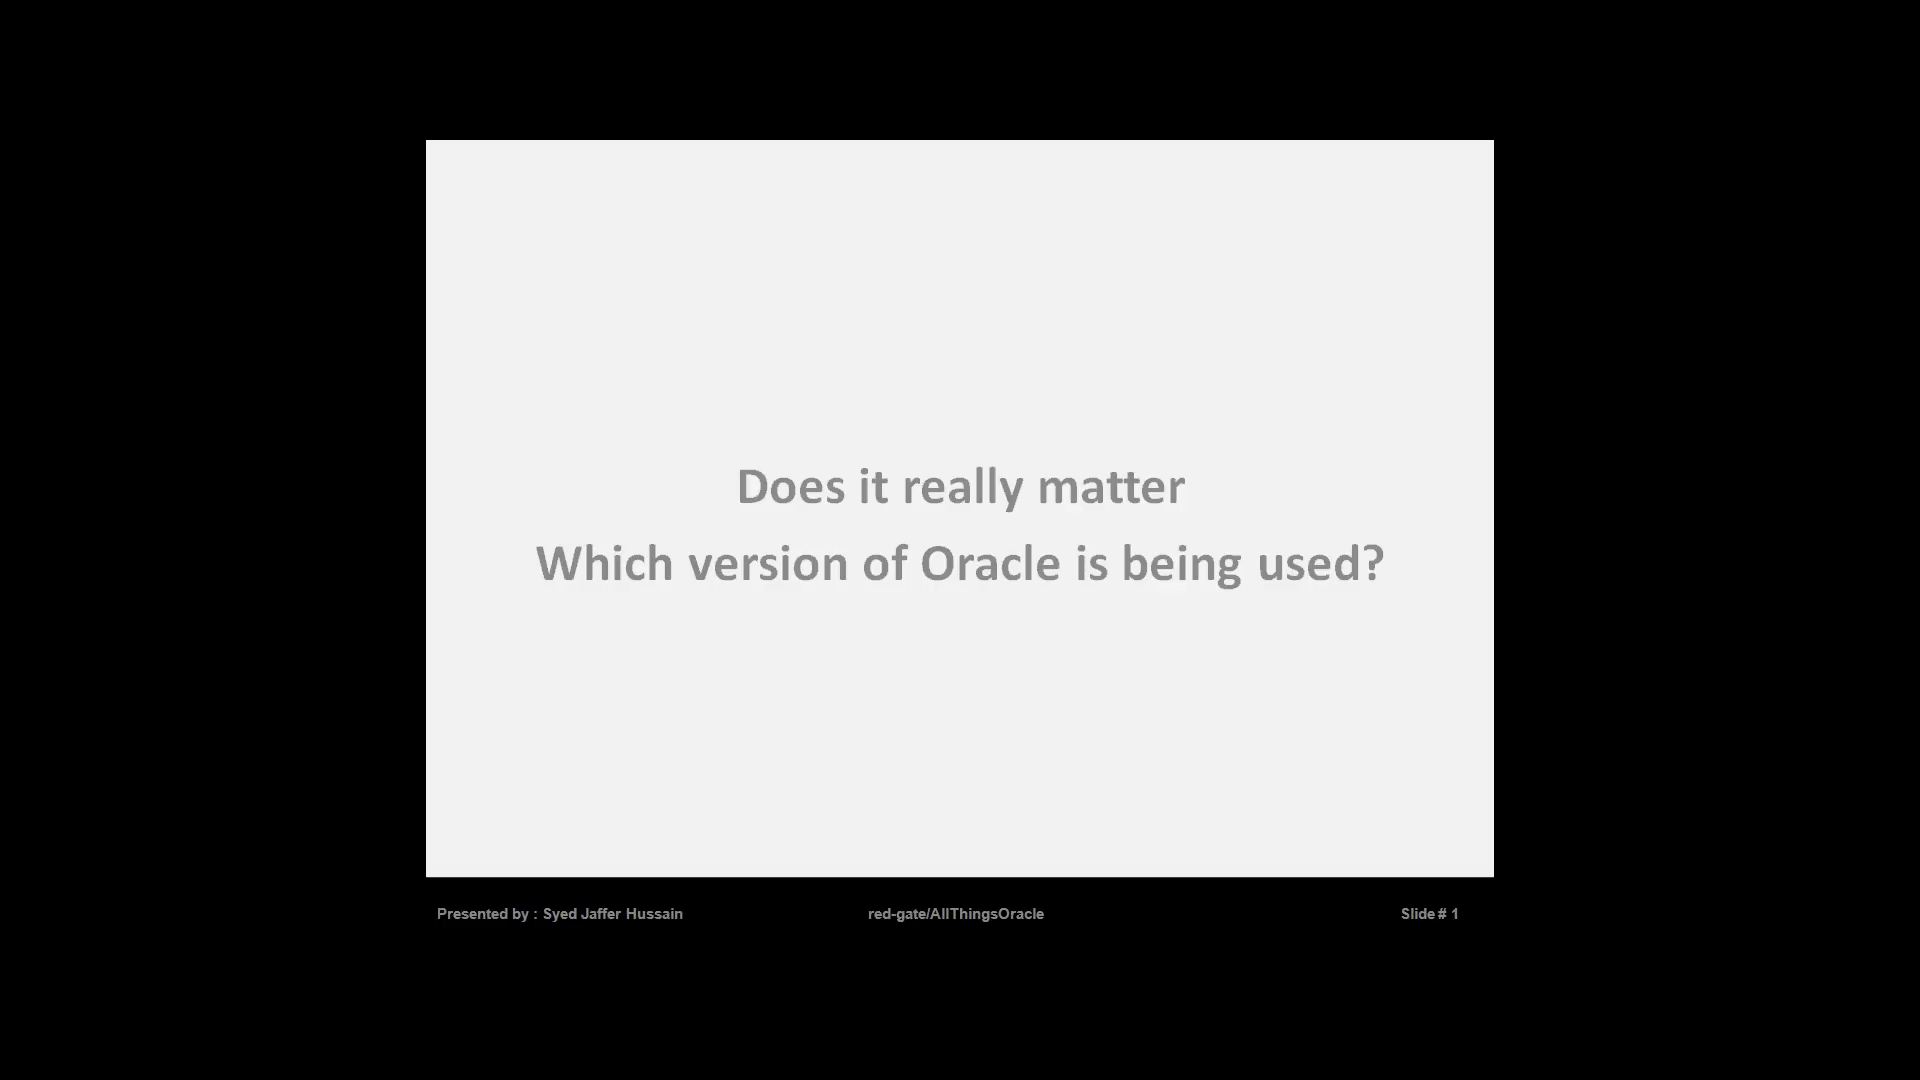 Does it really matter
Which version of Oracle is being used?
Presented by : Syed Jaffer Hussain
red-gate/AllThingsOracle
Slide # 1